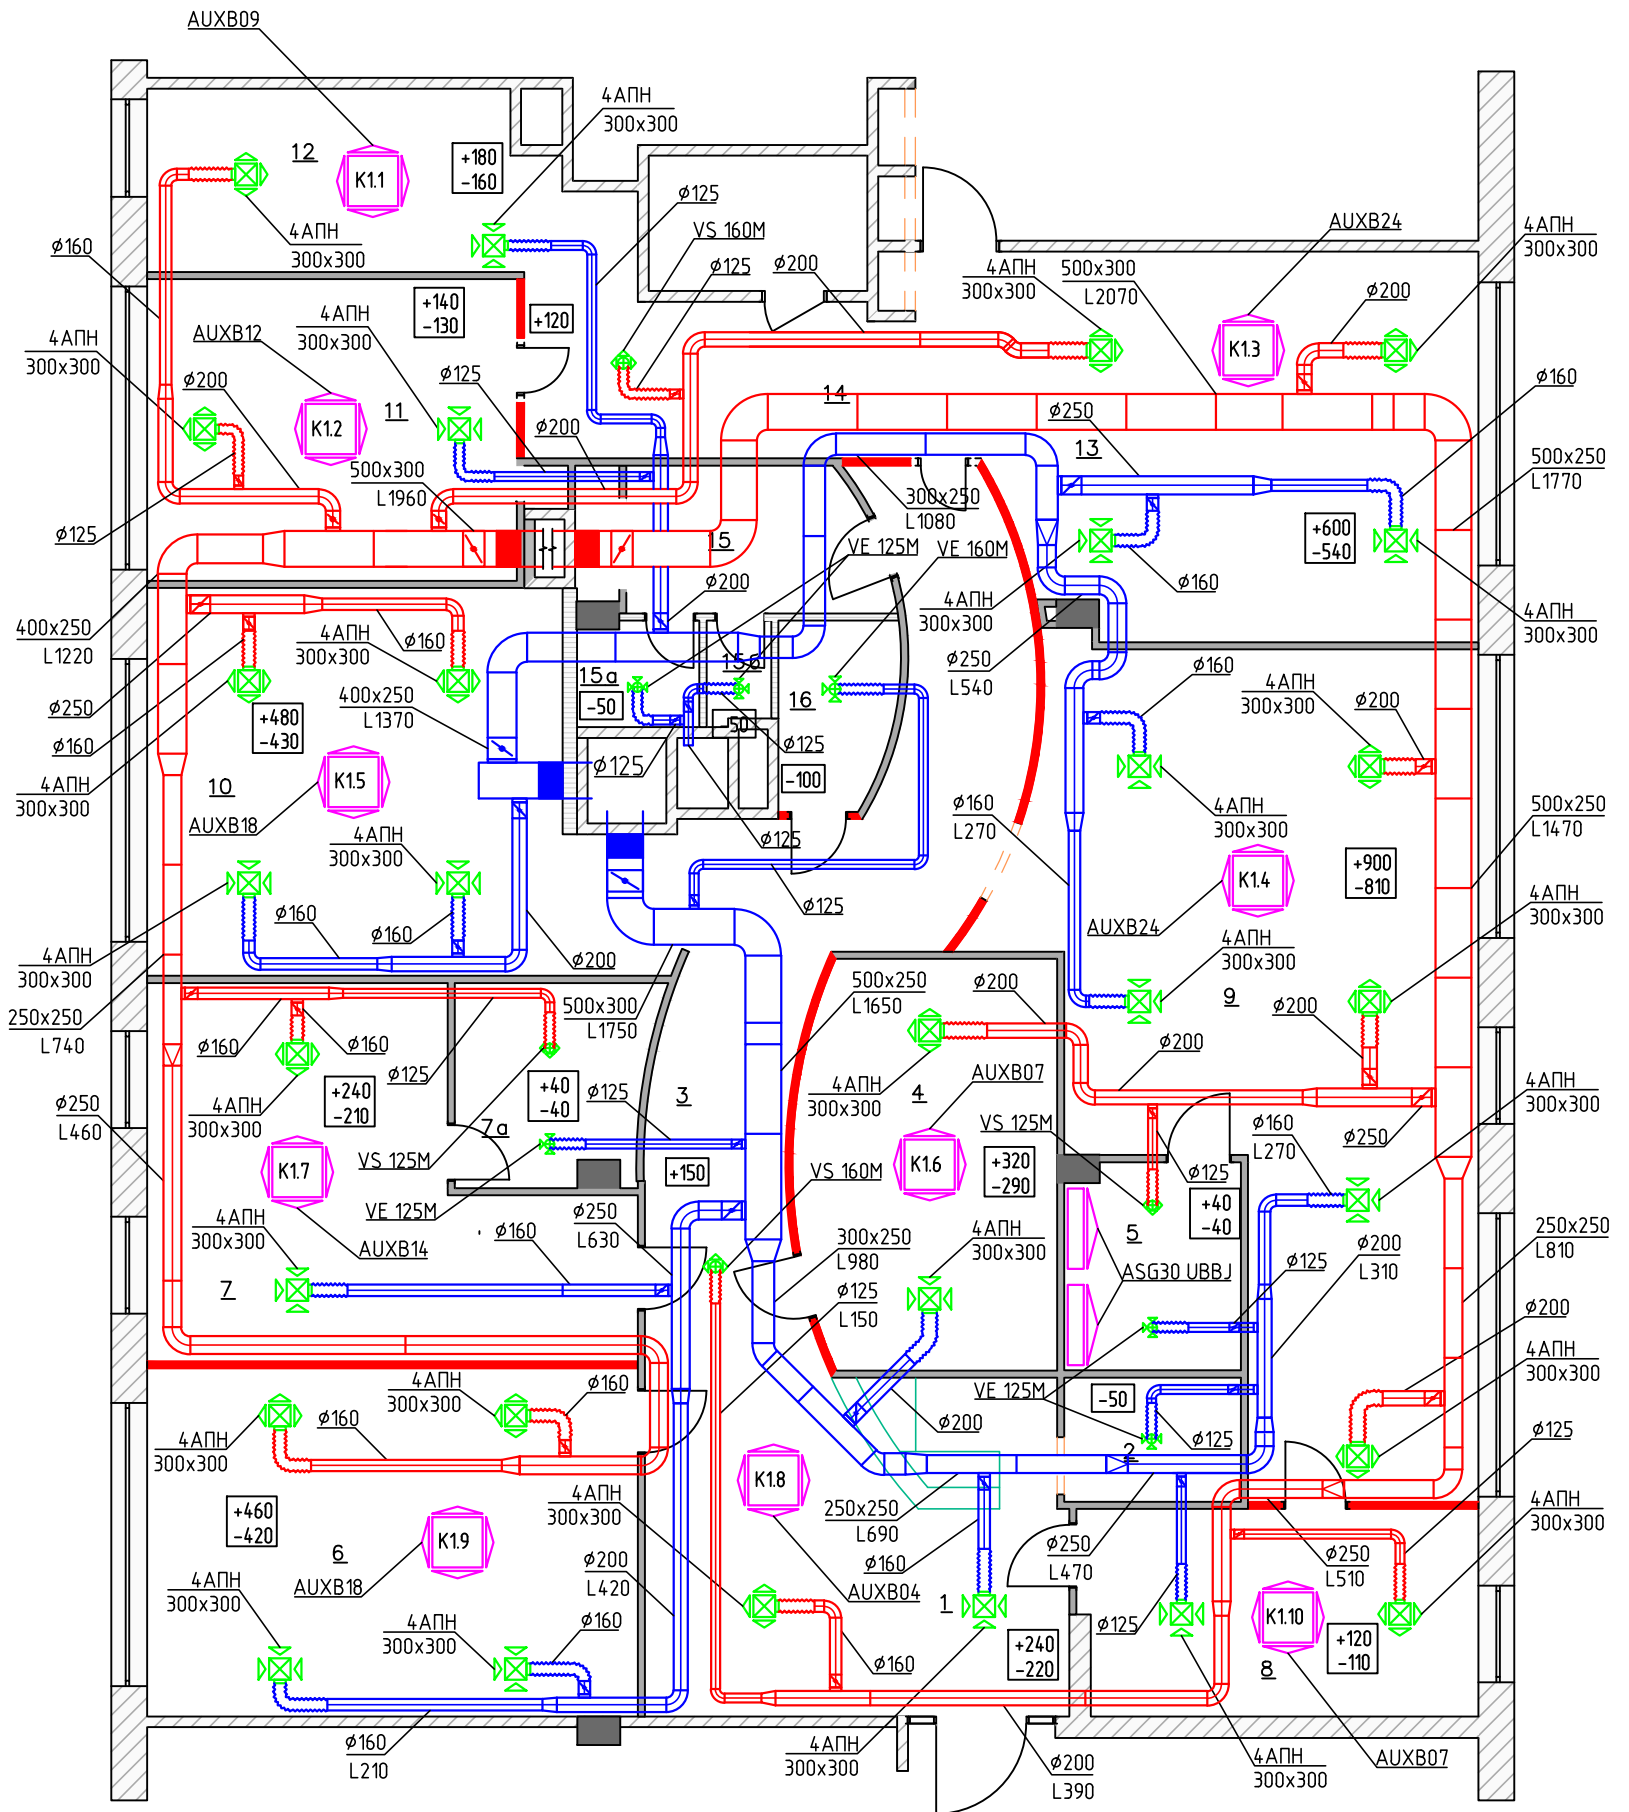 AUXB09
4АПН
300x300
12
K1.1
+180
-160
ø125
VS 160M
ø125
ø200
4АПН
300x300
ø160
4АПН
300x300
500x300
L2070
AUXB24
4АПН
300x300
ø200
K1.3
+140
-130
+120
4АПН
300x300
AUXB12
4АПН
300x300
ø200
ø125
K1.2
11
ø200
14
ø250
13
ø160
500x300
L1960
500x250
L1770
300x250
L1080
+600
-540
ø125
15
VE 125M
VE 160M
ø200
ø160
4АПН
300x300
4АПН
300x300
400x250
L1220
4АПН
300x300
ø160
15а
15б
-50
16
ø250
L540
ø160
4АПН
300x300
ø200
ø250
+480
-430
400x250
L1370
-50
ø160
ø125
ø125
-100
10
K1.5
4АПН
300x300
AUXB18
4АПН
300x300
ø125
ø160
L270
4АПН
300x300
500x250
L1470
+900
-810
K1.4
AUXB24
ø125
ø160
ø160
4АПН
300x300
ø200
4АПН
300x300
4АПН
300x300
9
500x250
L1650
ø200
ø200
500x300
L1750
250x250
L740
ø160
ø160
ø125
ø200
+240
-210
+40
-40
ø125
3
4АПН
300x300
4
AUXB07
4АПН
300x300
4АПН
300x300
ø250
L460
7а
VS 125M
ø160
L270
ø250
K1.7
VS 125M
+150
VS 160M
K1.6
+320
-290
ø125
+40
-40
VE 125M
4АПН
300x300
ø250
L630
ø160
AUXB14
300x250
L980
4АПН
300x300
5
ASG30 UBBJ
ø200
L310
ø125
250x250
L810
7
ø125
L150
ø200
4АПН
300x300
4АПН
300x300
ø160
ø160
VE 125M
-50
ø200
ø125
ø125
4АПН
300x300
2
K1.8
+460
-420
4АПН
300x300
250x250
L690
4АПН
300x300
K1.9
6
ø250
L470
ø250
L510
ø200
L420
ø160
4АПН
300x300
AUXB18
AUXB04
1
K1.10
4АПН
300x300
ø160
ø125
+240
-220
+120
-110
ø160
8
ø160
L210
4АПН
300x300
ø200
L390
4АПН
300x300
AUXB07